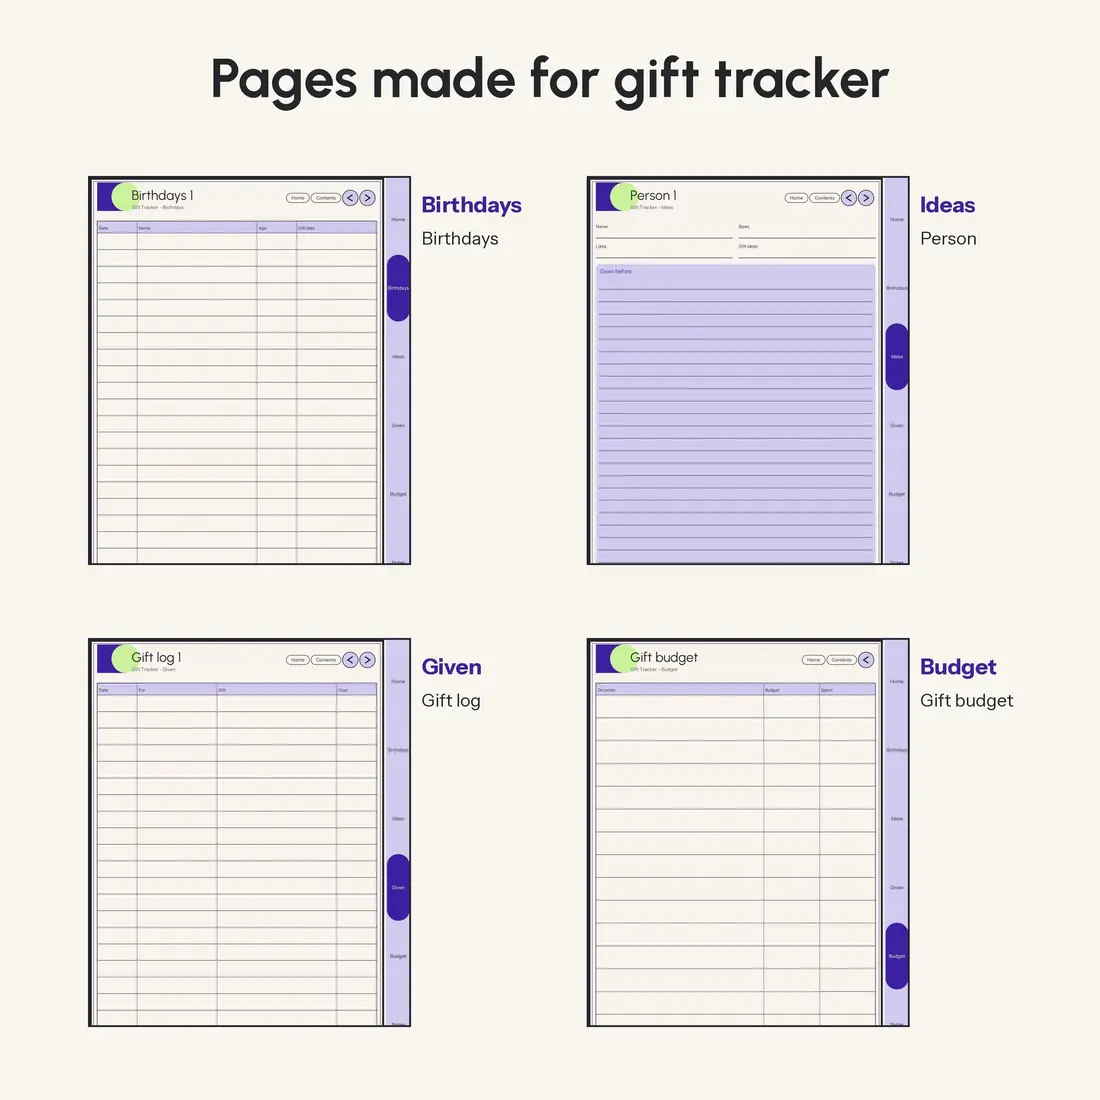 Pages made for gift tracker
Birthdays 1
Gift Tracker - Birthdays
Home
Contents
<
>
Date
Name
Age
Gift idea
Home
Birthdays
Ideas
Given
Budget
Notes
Birthdays
Birthdays
Person 1
Gift Tracker - Ideas
Home
Contents
<
>
Name
Sizes
Likes
Gift ideas
Given before
Home
Birthdays
Ideas
Given
Budget
Notes
Ideas
Person
Gift log 1
Gift Tracker - Given
Home
Contents
<
>
Date
For
Gift
Cost
Home
Birthdays
Ideas
Given
Budget
Notes
Given
Gift log
Gift budget
Gift Tracker - Budget
Home
Contents
<
Occasion
Budget
Spent
Home
Birthdays
Ideas
Given
Budget
Notes
Budget
Gift budget